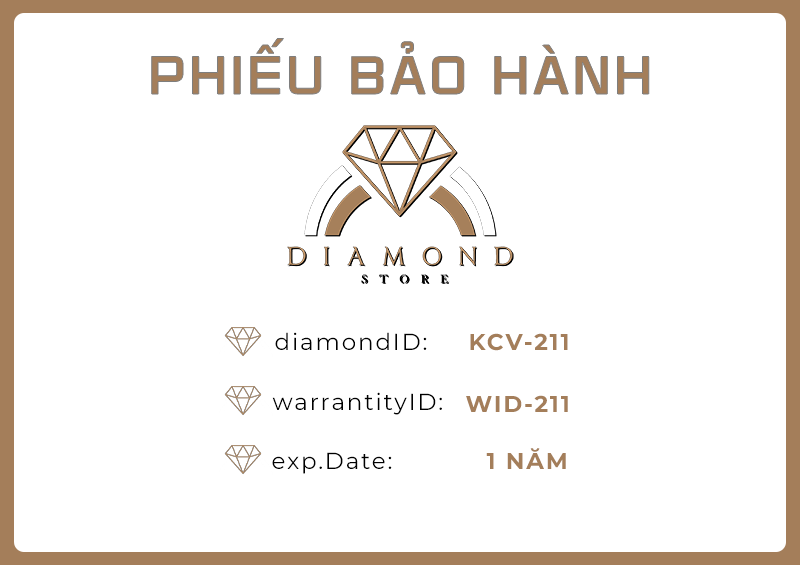 PHIẾU BẢO HÀNH
DIAMOND
STORE
diamondID: KCV-211
warrantityID: WID-211
exp.Date: 1 NĂM